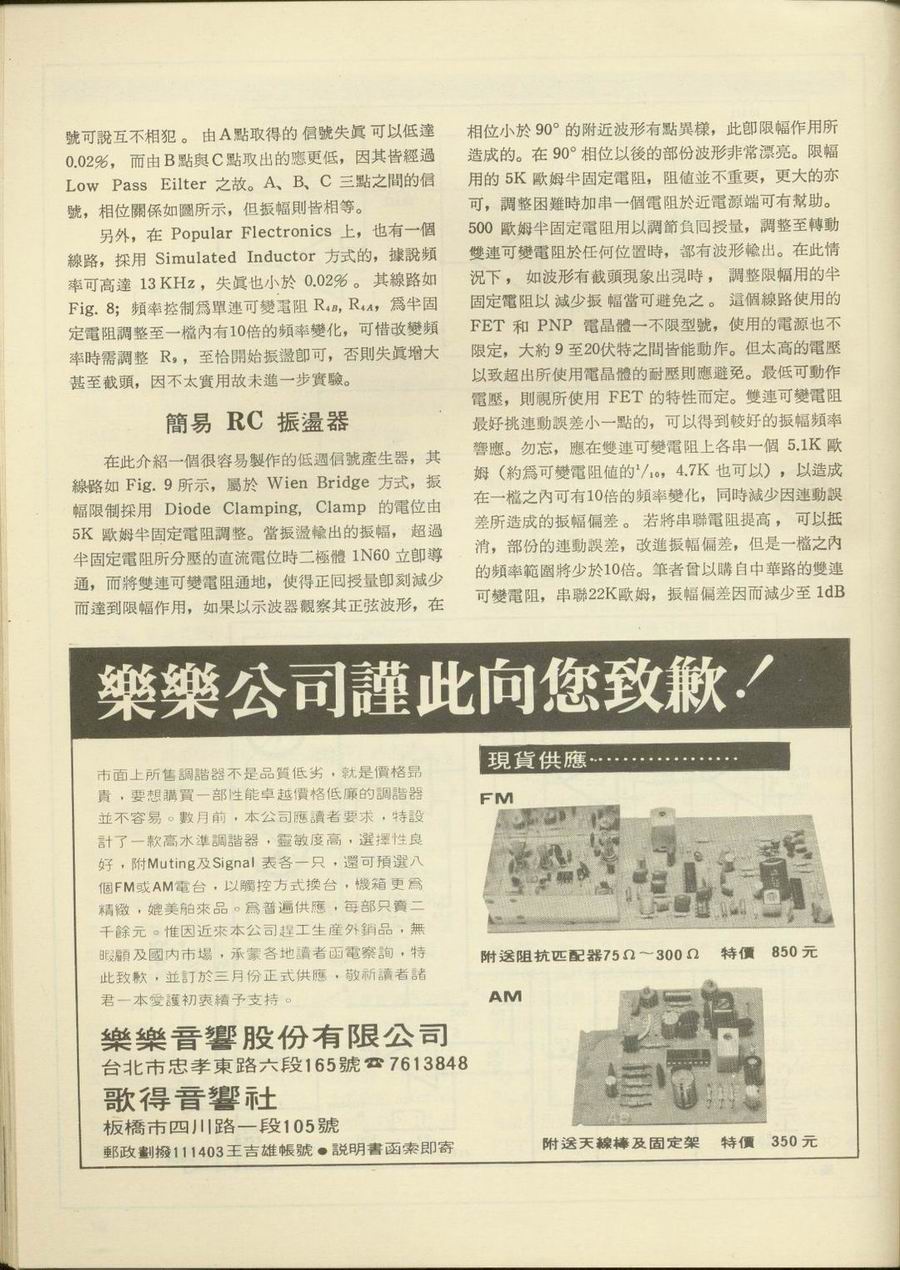 號可說互不相犯。由A點取得的信號失眞可以低達
0.02%，而由B點與C點取出的應更低，因其皆經過
Low Pass Eilter 之故。A、B、C 三點之間的信
號，相位關係如圖所示，但振幅則皆相等。
另外，在 Popular Flectronics 上，也有一個
線路，採用 Simulated Inductor 方式的，據說頻
率可高達 13KHz，失眞也小於 0.02%。其線路如
Fig. 8；頻率控制爲單連可變電阻 R₄B, R₄A，爲半固
定電阻調整至一檔內有10倍的頻率變化，可惜改變頻
率時需調整 R₉，至恰開始振盪卽可，否則失眞增大
甚至截頭，因不太實用故未進一步實驗。
簡易 RC 振盪器
在此介紹一個很容易製作的低週信號產生器，其
線路如 Fig. 9 所示，屬於 Wien Bridge 方式，振
幅限制採用 Diode Clamping, Clamp 的電位由
5K 歐姆半固定電阻調整。當振盪輸出的振幅，超過
半固定電阻所分壓的直流電位時二極體 1N60 立卽導
通，而將雙連可變電阻通地，使得正囘授量卽刻減少
而達到限幅作用，如果以示波器觀察其正弦波形，在
相位小於 90° 的附近波形有點異樣，此卽限幅作用所
造成的。在 90° 相位以後的部份波形非常漂亮。限幅
用的 5K 歐姆半固定電阻，阻値並不重要，更大的亦
可，調整困難時加串一個電阻於近電源端可有幫助。
500 歐姆半固定電阻用以調節負囘授量，調整至轉動
雙連可變電阻於任何位置時，都有波形輸出。在此情
況下，如波形有截頭現象出現時，調整限幅用的半
固定電阻以減少振幅當可避免之。這個線路使用的
FET 和 PNP 電晶體一不限型號，使用的電源也不
限定，大約 9 至20伏特之間皆能動作。但太高的電壓
以致超出所使用電晶體的耐壓則應避免。最低可動作
電壓，則視所使用 FET 的特性而定。雙連可變電阻
最好挑連動誤差小一點的，可以得到較好的振幅頻率
響應。勿忘，應在雙連可變電阻上各串一個 5.1K 歐
姆（約爲可變電阻値的¹/₁₀，4.7K 也可以），以造成
在一檔之內可有10倍的頻率變化，同時減少因連動誤
差所造成的振幅偏差。若將串聯電阻提高，可以抵
消，部份的連動誤差，改進振幅偏差，但是一檔之內
的頻率範圍將少於10倍。筆者曾以購自中華路的雙連
可變電阻，串聯22K歐姆，振幅偏差因而減少至 1dB
樂樂公司謹此向您致歉！
市面上所售調諧器不是品質低劣，就是價格昻
貴，要想購買一部性能卓越價格低廉的調諧器
並不容易。數月前，本公司應讀者要求，特設
計了一款高水準調諧器，靈敏度高，選擇性良
好，附Muting及Signal 表各一只，還可預選八
個FM或AM電台，以觸控方式換台，機箱更爲
精緻，媲美舶來品。爲普遍供應，每部只賣二
千餘元。惟因近來本公司趕工生產外銷品，無
暇顧及國內市場，承蒙各地讀者函電察詢，特
此致歉，並訂於三月份正式供應，敬祈讀者諸
君一本愛護初衷續予支持。
樂樂音響股份有限公司
台北市忠孝東路六段165號☎7613848
歌得音響社
板橋市四川路一段105號
郵政劃撥111403王吉雄帳號●説明書函索即寄
現貨供應··················
FM
附送阻抗匹配器75Ω～300Ω 特價 850元
AM
附送天線棒及固定架 特價 350元